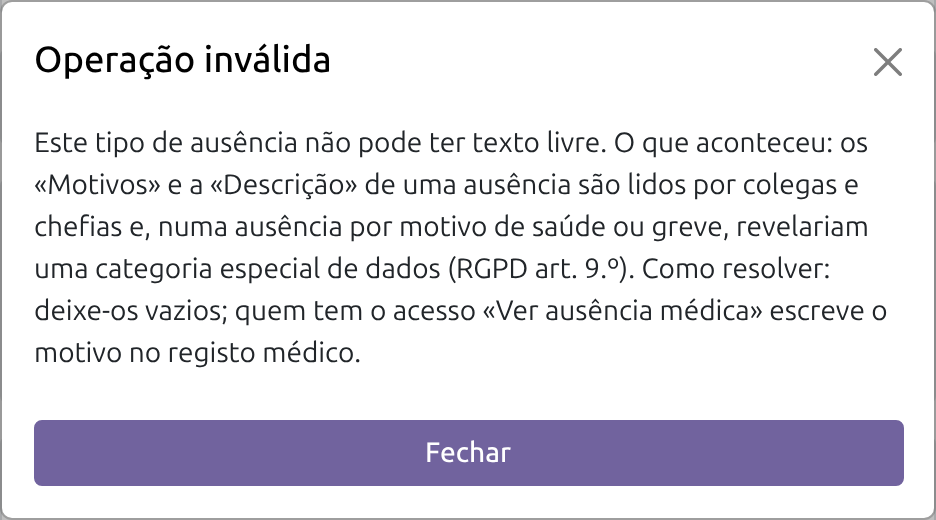 Operação inválida
Este tipo de ausência não pode ter texto livre. O que aconteceu: os
«Motivos» e a «Descrição» de uma ausência são lidos por colegas e
chefias e, numa ausência por motivo de saúde ou greve, revelariam
uma categoria especial de dados (RGPD art. 9.º). Como resolver:
deixe-os vazios; quem tem o acesso «Ver ausência médica» escreve o
motivo no registo médico.
Fechar